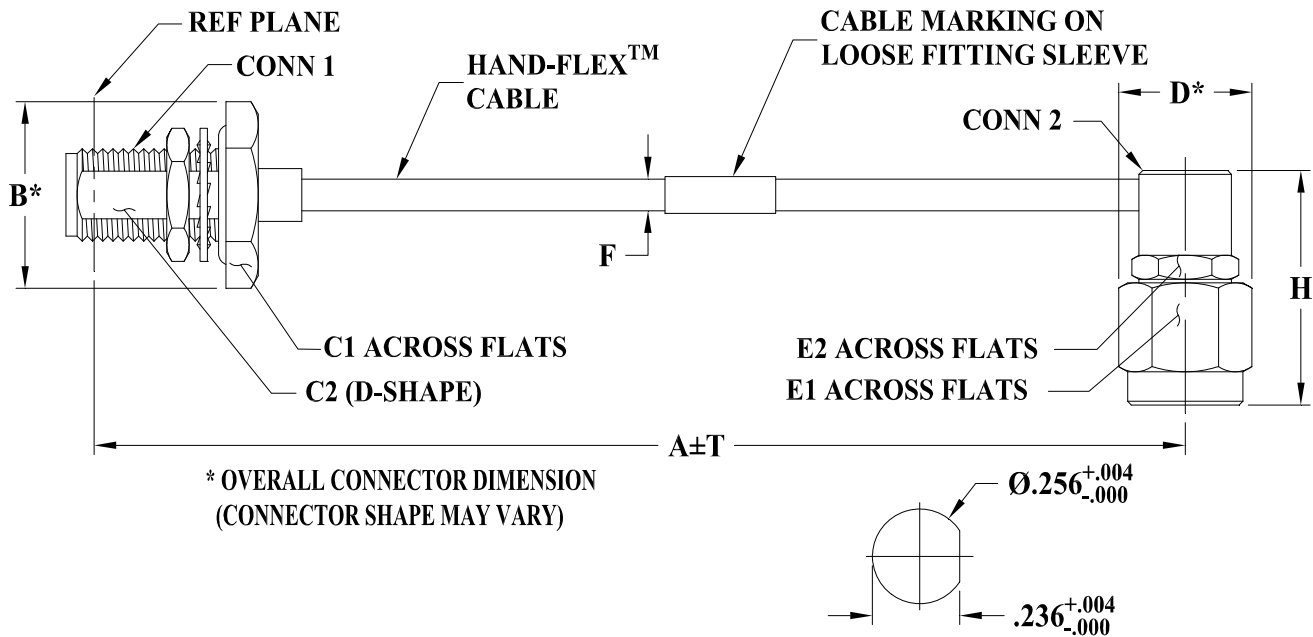 REF PLANE
CONN 1
HAND-FLEX™
CABLE
CABLE MARKING ON
LOOSE FITTING SLEEVE
D*
CONN 2
B*
F
H
C1 ACROSS FLATS
C2 (D-SHAPE)
E2 ACROSS FLATS
E1 ACROSS FLATS
A±T
* OVERALL CONNECTOR DIMENSION
(CONNECTOR SHAPE MAY VARY)
Ø.256 +.004
-.000
.236 +.004
-.000